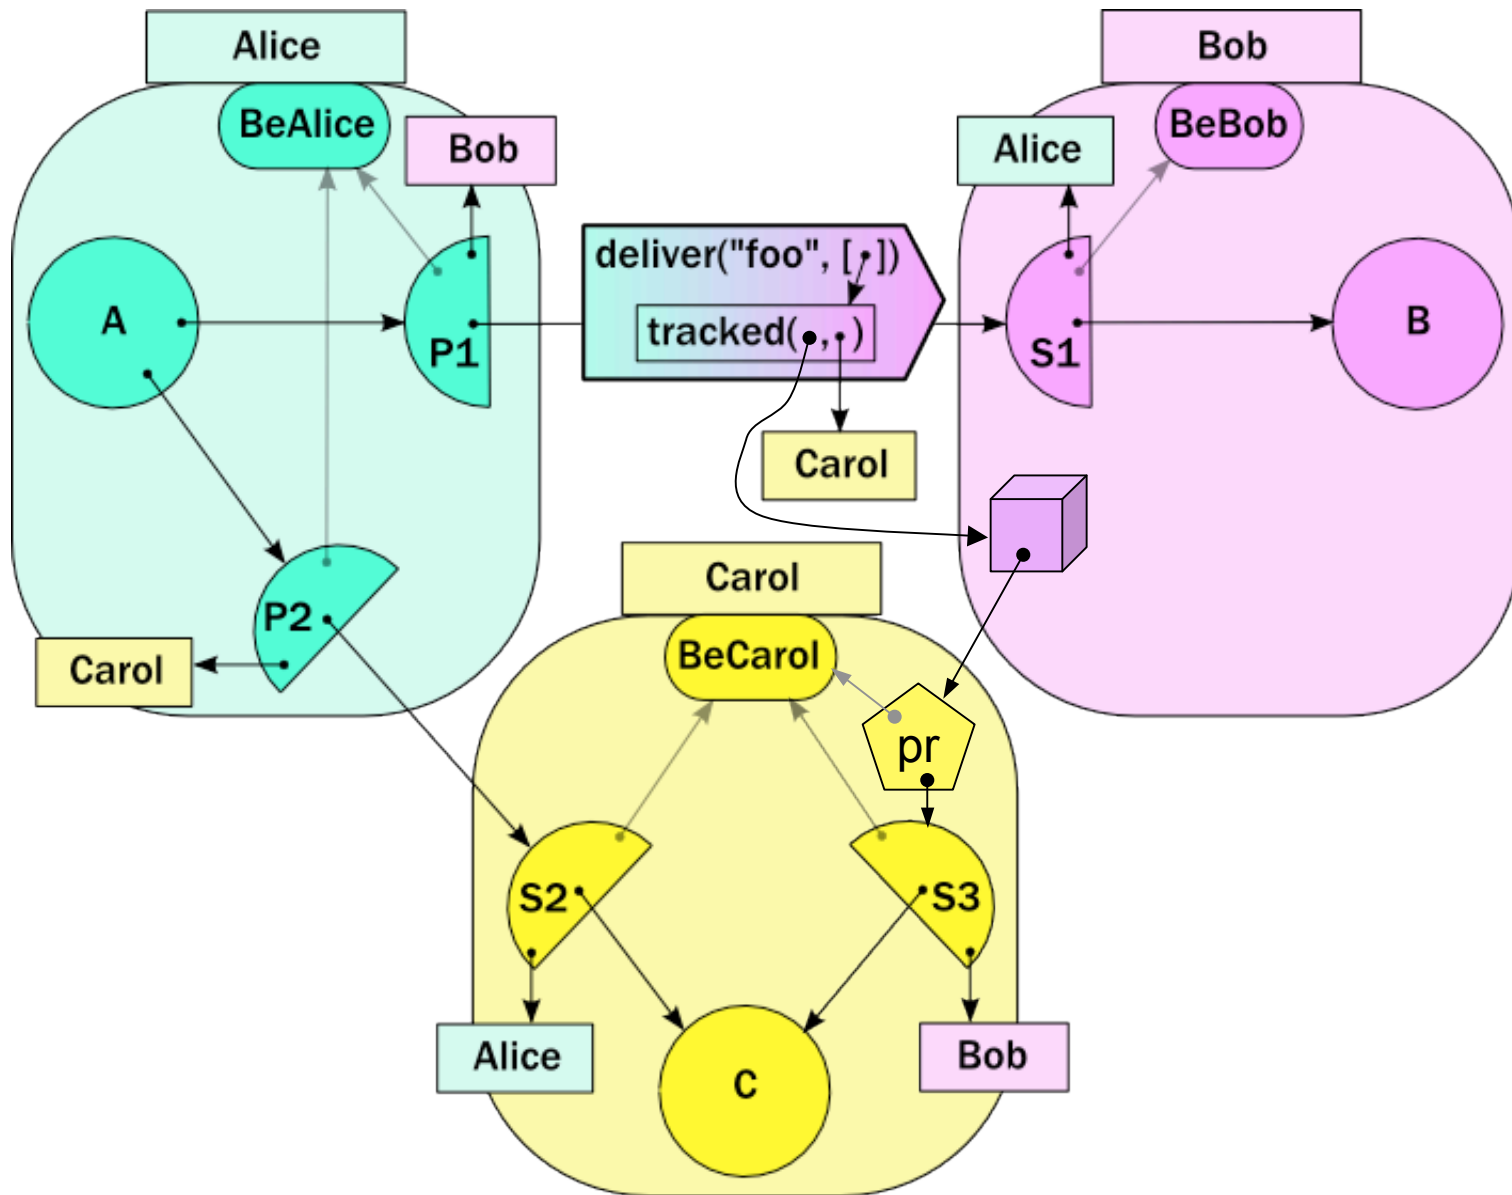 Alice
Bob
BeAlice
Bob
Alice
BeBob
deliver("foo", [ , ])
A
P1
tracked( , )
S1
B
Carol
Carol
P2
Carol
BeCarol
pr
S2
S3
Alice
C
Bob